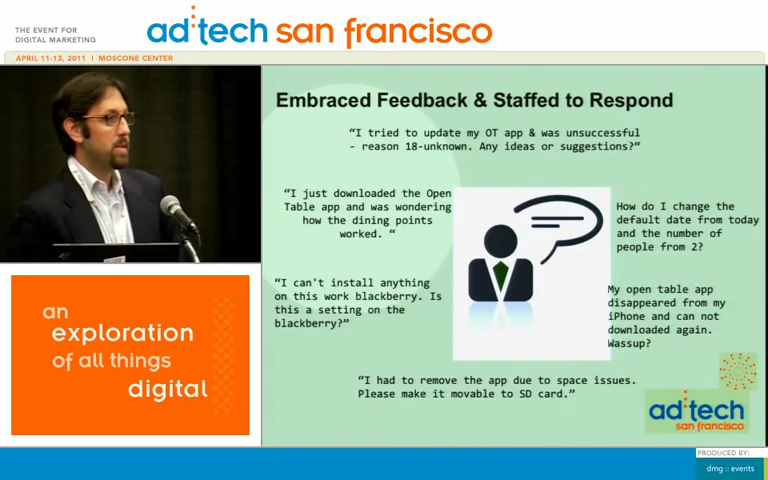 THE EVENT FOR
DIGITAL MARKETING
ad:tech san francisco
APRIL 11-13, 2011 | MOSCONE CENTER
Embraced Feedback & Staffed to Respond
“I tried to update my OT app & was unsuccessful
- reason 18-unknown. Any ideas or suggestions?“
“I just downloaded the Open
Table app and was wondering
how the dining points
worked. “
How do I change the
default date from today
and the number of
people from 2?
“I can't install anything
on this work blackberry. Is
this a setting on the
blackberry?”
My open table app
disappeared from my
iPhone and can not
downloaded again.
Wassup?
“I had to remove the app due to space issues.
Please make it movable to SD card.”
an
exploration
of all things
digital
ad:tech
san francisco
PRODUCED BY:
dmg :: events